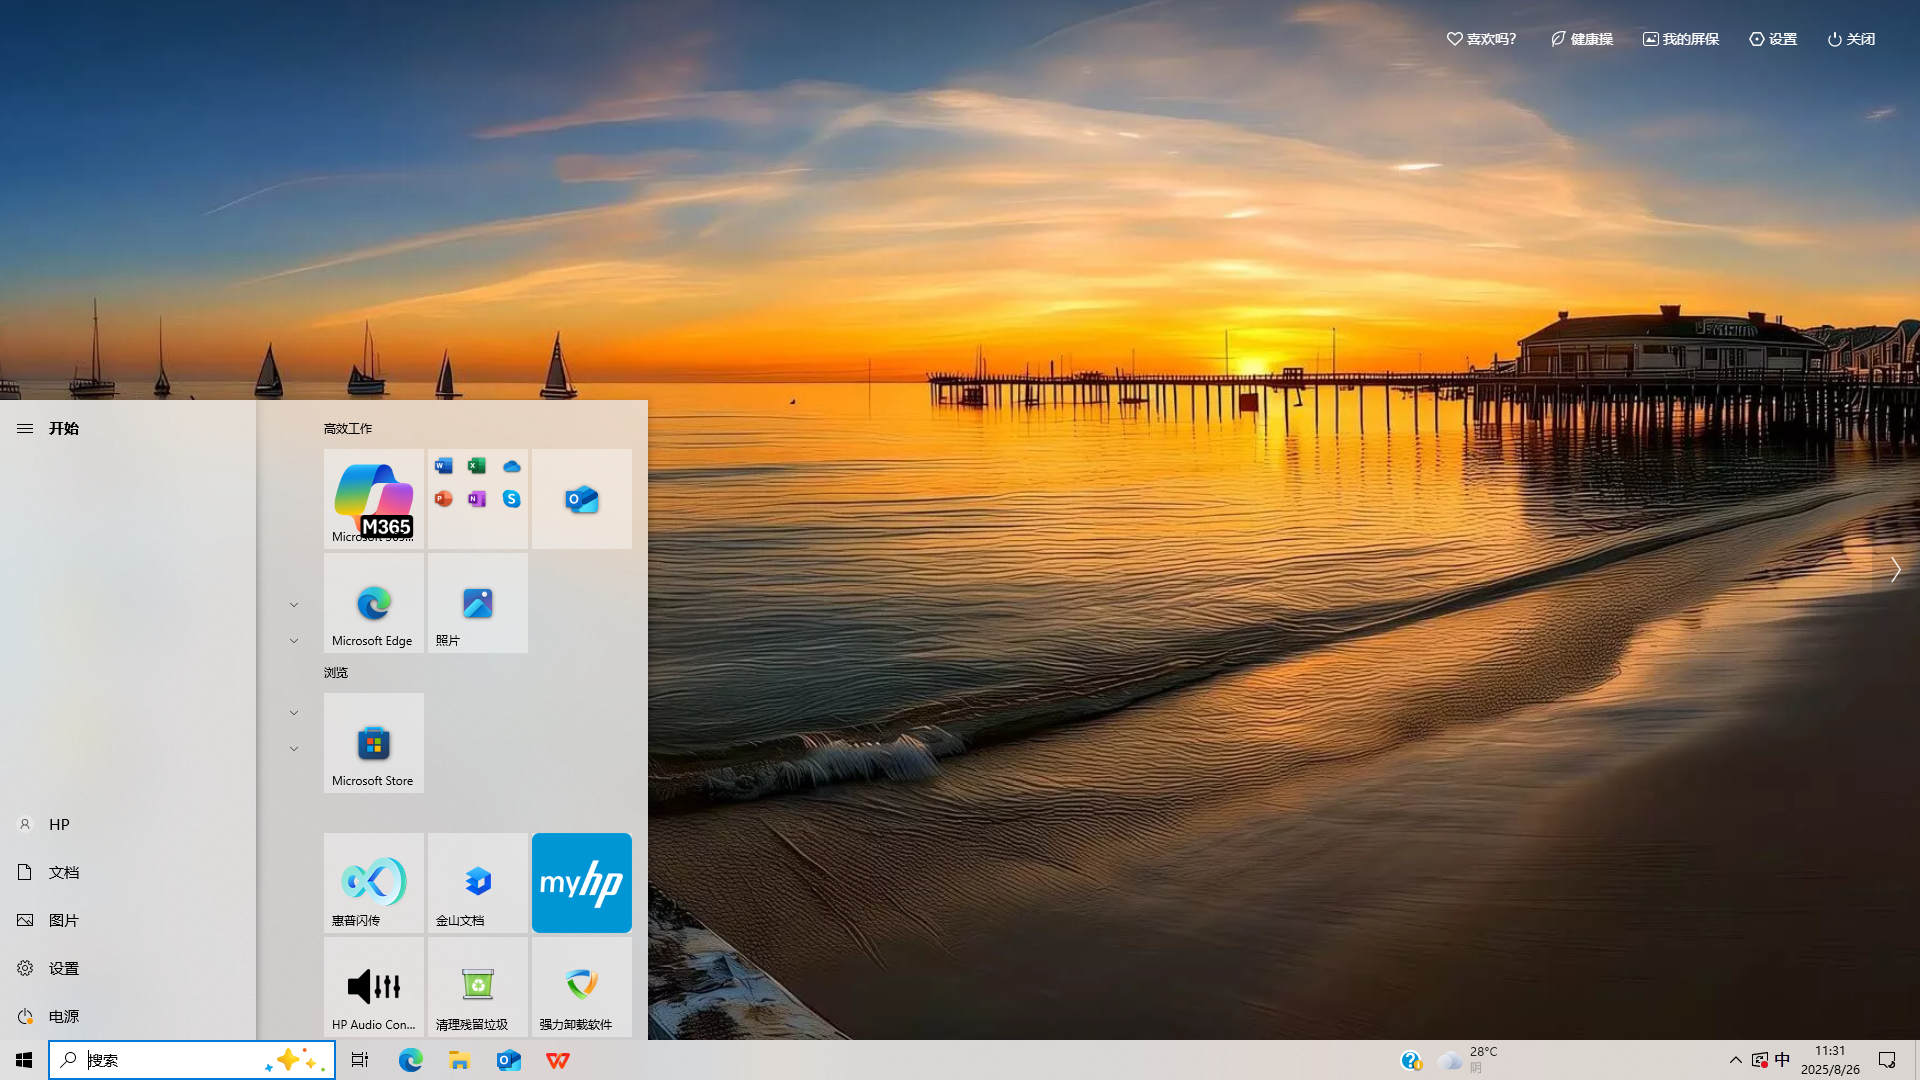 喜欢吗?
健康操
我的屏保
设置
关闭
开始
高效工作
M365
Microsoft 365...
Microsoft Edge
照片
浏览
Microsoft Store
HP
文档
图片
设置
电源
惠普闪传
金山文档
myhp
HP Audio Con...
清理残留垃圾
强力卸载软件
搜索
28°C
阴
中
11:31
2025/8/26